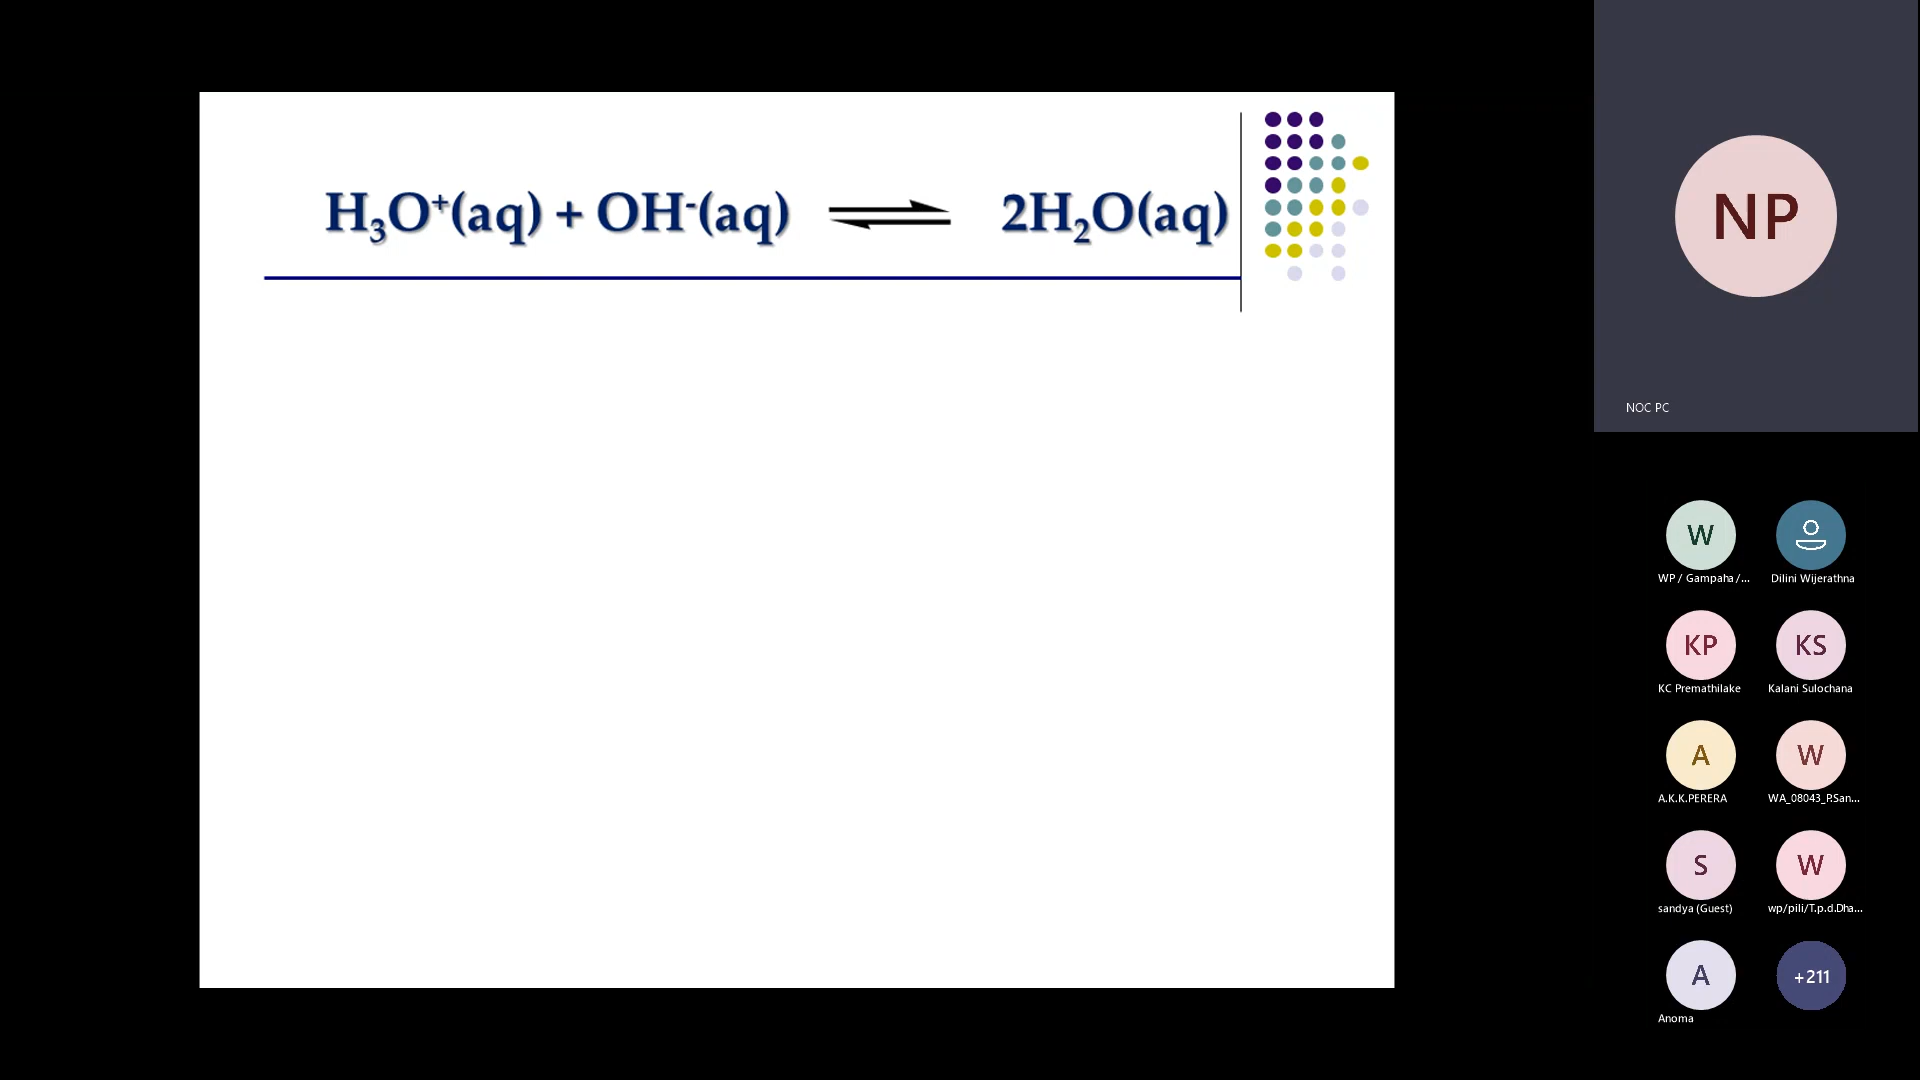 H₃O⁺(aq) + OH⁻(aq) ⇌ 2H₂O(aq)
NP
NOC PC
W
WP / Gampaha /...
Dilini Wijerathna
KP
KC Premathilake
KS
Kalani Sulochana
A
A.K.K.PERERA
W
WA_08043_P.San...
S
sandya (Guest)
W
wp/pili/T.p.d.Dha...
A
Anoma
+211